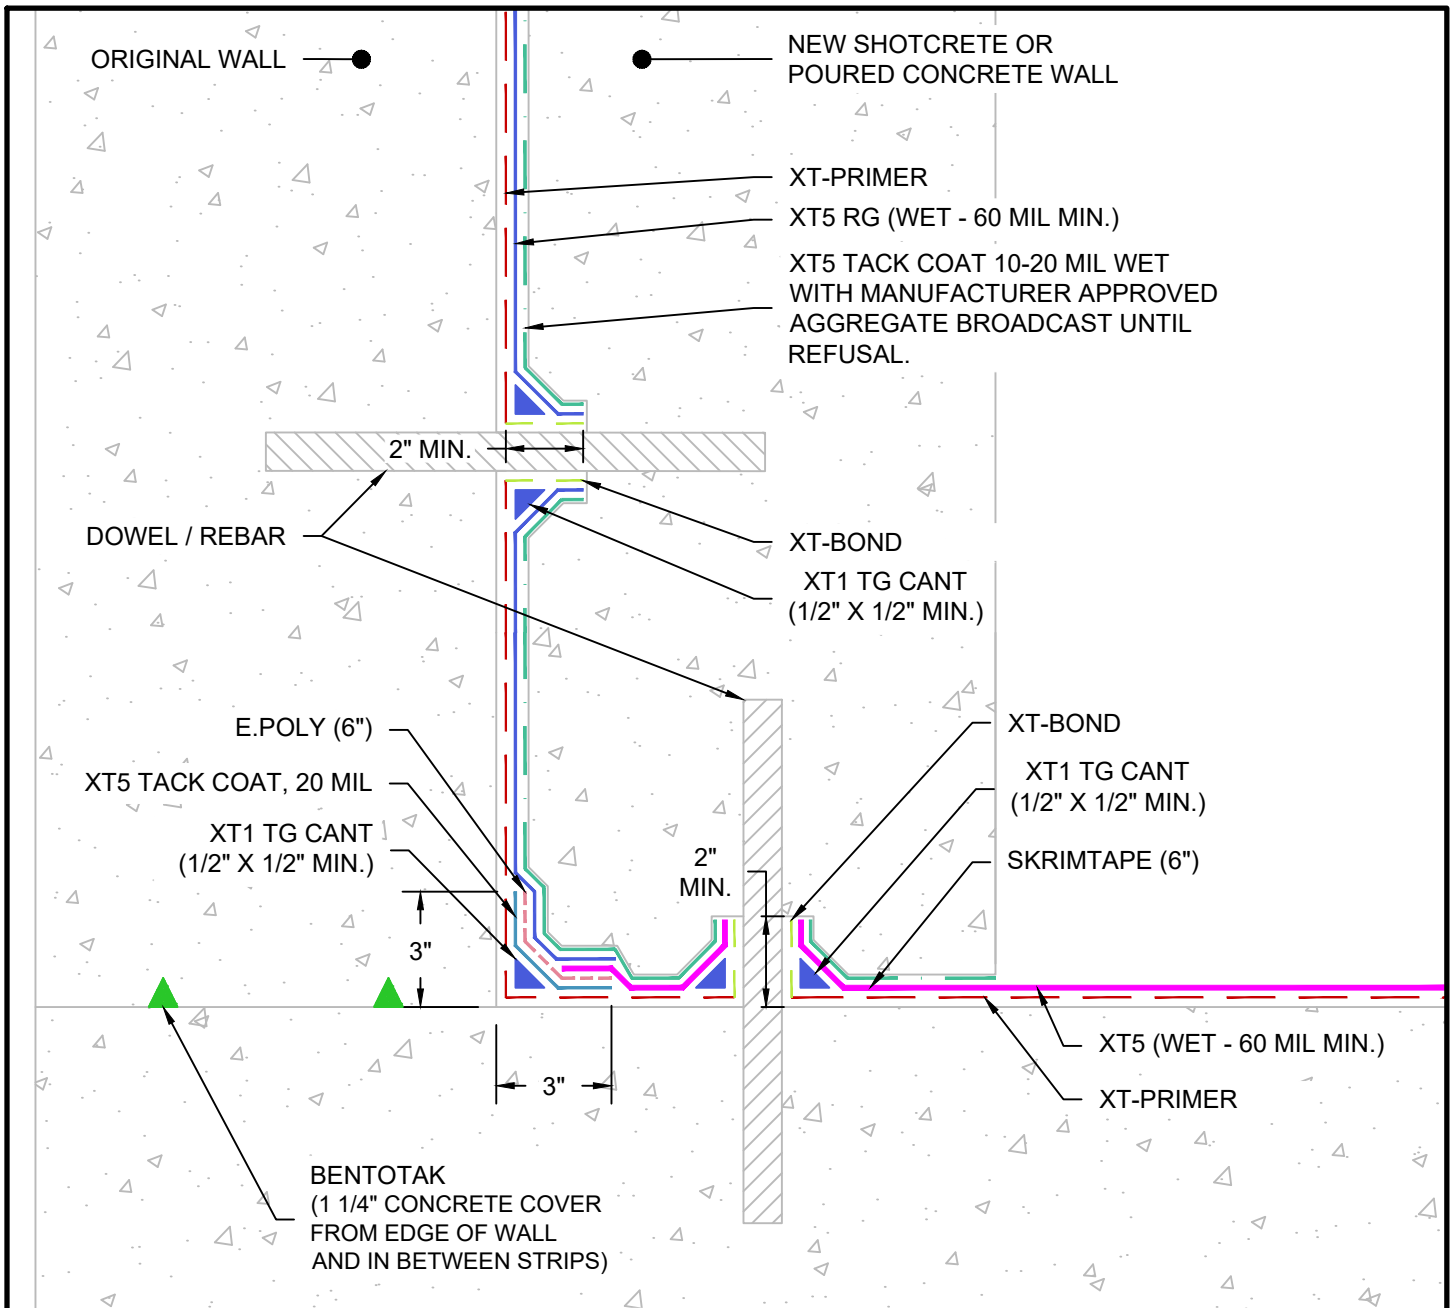 ORIGINAL WALL
NEW SHOTCRETE OR
POURED CONCRETE WALL
XT-PRIMER
XT5 RG (WET - 60 MIL MIN.)
XT5 TACK COAT 10-20 MIL WET
WITH MANUFACTURER APPROVED
AGGREGATE BROADCAST UNTIL
REFUSAL.
2" MIN.
DOWEL / REBAR
XT-BOND
XT1 TG CANT
(1/2" X 1/2" MIN.)
E.POLY (6")
XT5 TACK COAT, 20 MIL
XT1 TG CANT
(1/2" X 1/2" MIN.)
XT-BOND
XT1 TG CANT
(1/2" X 1/2" MIN.)
SKRIMTAPE (6")
2"
MIN.
3"
3"
XT5 (WET - 60 MIL MIN.)
XT-PRIMER
BENTOTAK
(1 1/4" CONCRETE COVER
FROM EDGE OF WALL
AND IN BETWEEN STRIPS)